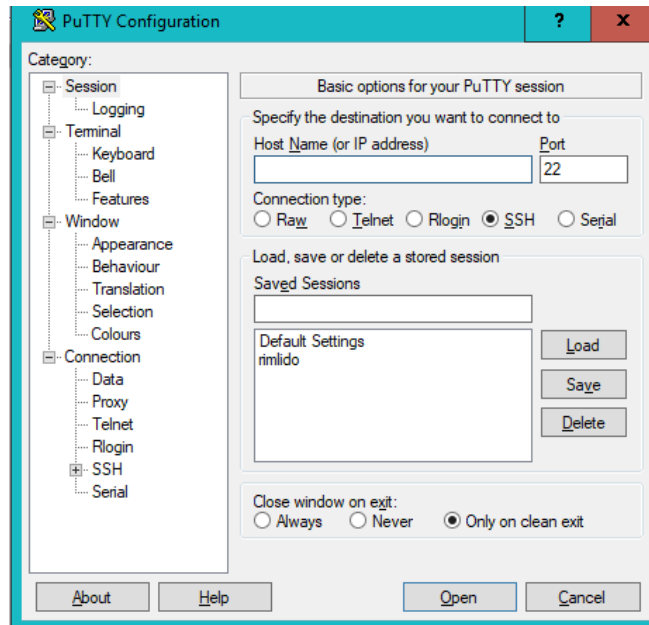 PuTTY Configuration
? x
Category:
Session
Logging
Terminal
Keyboard
Bell
Features
Window
Appearance
Behaviour
Translation
Selection
Colours
Connection
Data
Proxy
Telnet
Rlogin
SSH
Serial
Basic options for your PuTTY session
Specify the destination you want to connect to
Host Name (or IP address) Port
22
Connection type:
Raw Telnet Rlogin SSH Serial
Load, save or delete a stored session
Saved Sessions
Default Settings
rimlido
Load
Save
Delete
Close window on exit:
Always Never Only on clean exit
About Help Open Cancel